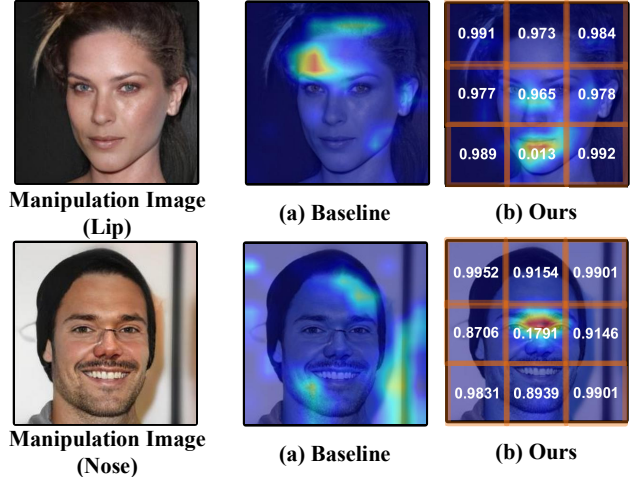 0.991 0.973 0.984
0.977 0.965 0.978
0.989 0.013 0.992
Manipulation Image
(Lip)
(a) Baseline
(b) Ours
0.9952 0.9154 0.9901
0.8706 0.1791 0.9146
0.9831 0.8939 0.9901
Manipulation Image
(Nose)
(a) Baseline
(b) Ours